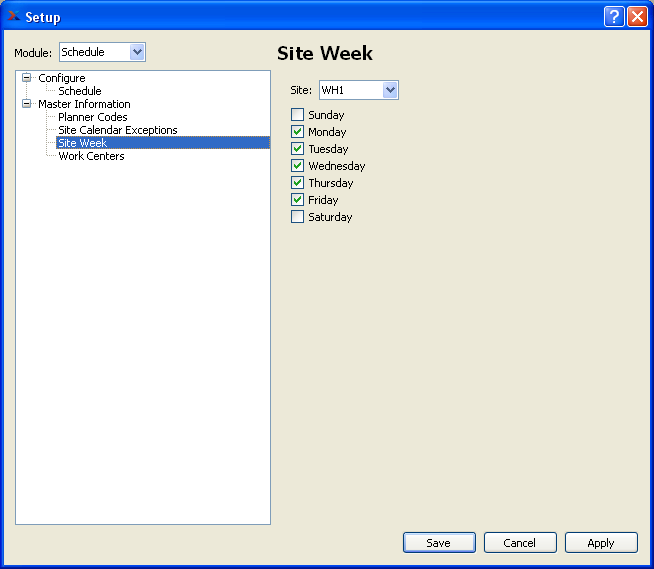 Setup
Module: Schedule
Site Week
Configure
Schedule
Master Information
Planner Codes
Site Calendar Exceptions
Site Week
Work Centers
Site: WH1
Sunday
Monday
Tuesday
Wednesday
Thursday
Friday
Saturday
Save Cancel Apply